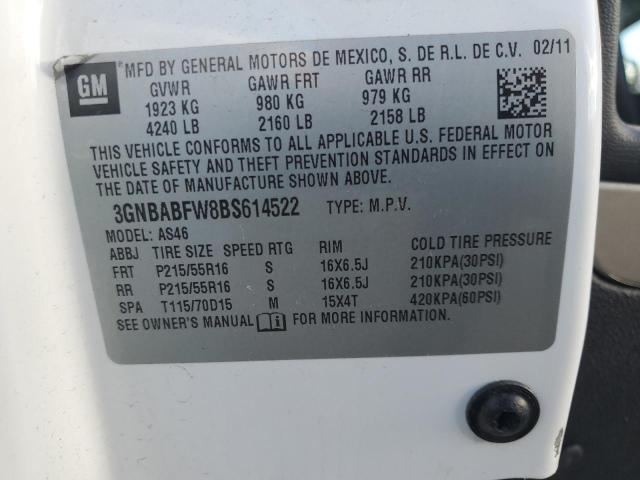 GM
*MFD BY GENERAL MOTORS DE MEXICO, S. DE R.L. DE C.V. 02/11
GVWR GAWR FRT GAWR RR
1923 KG 980 KG 979 KG
4240 LB 2160 LB 2158 LB
THIS VEHICLE CONFORMS TO ALL APPLICABLE U.S. FEDERAL MOTOR
VEHICLE SAFETY AND THEFT PREVENTION STANDARDS IN EFFECT ON
THE DATE OF MANUFACTURE SHOWN ABOVE.
3GNBABFW8BS614522 TYPE: M.P.V.
MODEL: AS46
ABBJ TIRE SIZE SPEED RTG RIM COLD TIRE PRESSURE
FRT P215/55R16 S 16X6.5J 210KPA(30PSI)
RR P215/55R16 S 16X6.5J 210KPA(30PSI)
SPA T115/70D15 M 15X4T 420KPA(60PSI)
SEE OWNER'S MANUAL FOR MORE INFORMATION.